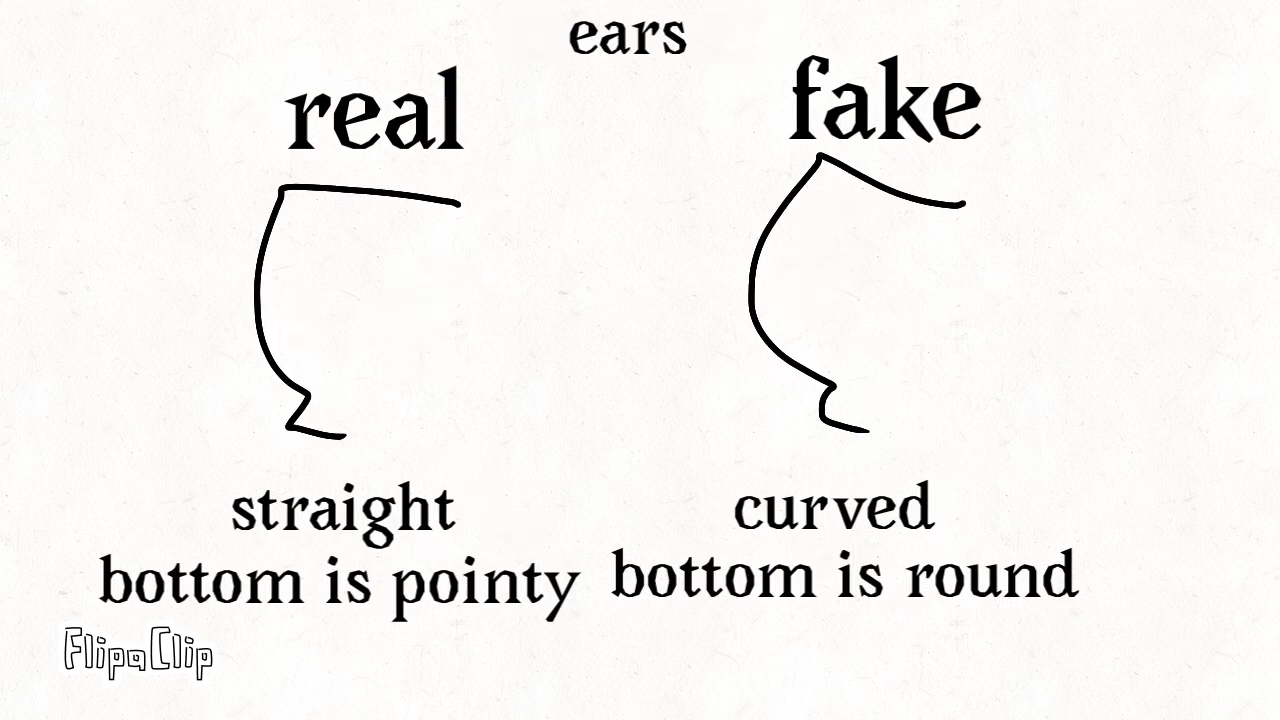 ears
real
fake
straight
bottom is pointy
curved
bottom is round
FlipaClip